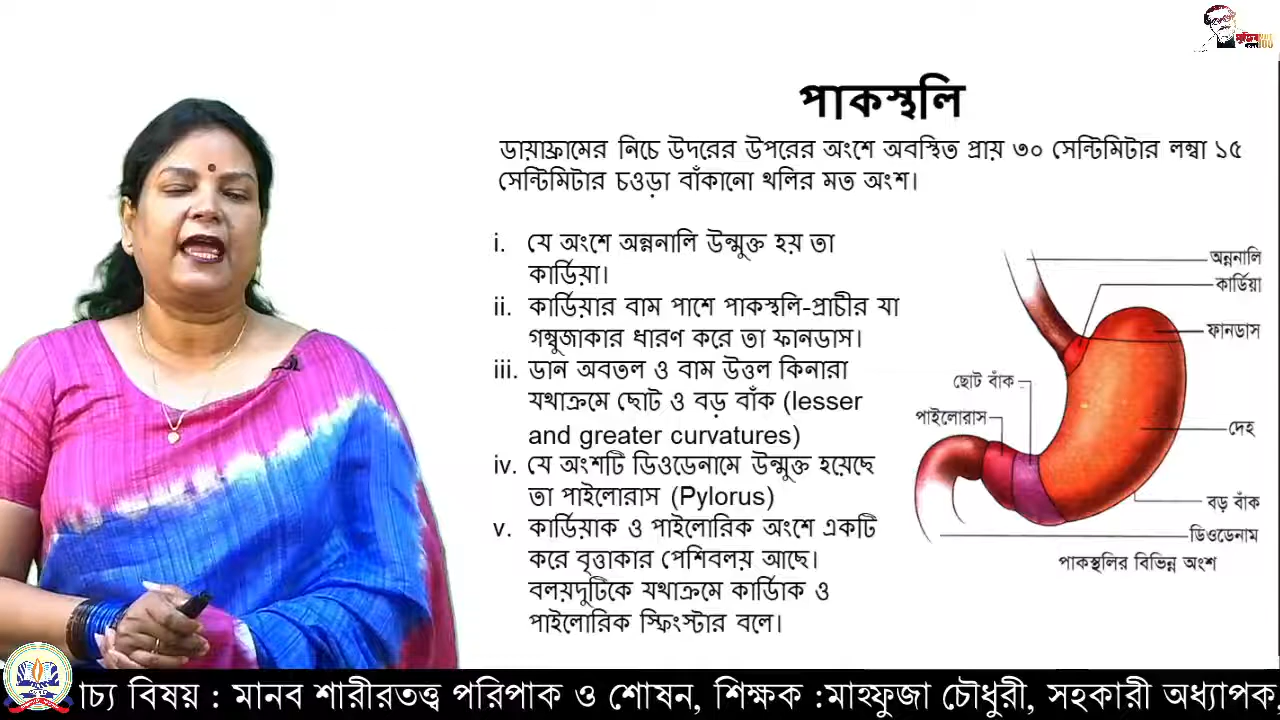 পাকস্থলি
ডায়াফ্রামের নিচে উদরের উপরের অংশে অবস্থিত প্রায় ৩০ সেন্টিমিটার লম্বা ১৫
সেন্টিমিটার চওড়া বাঁকানো থলির মত অংশ।
i. যে অংশে অন্ননালি উন্মুক্ত হয় তা
কার্ডিয়া।
ii. কার্ডিয়ার বাম পাশে পাকস্থলি-প্রাচীর যা
গম্বুজাকার ধারণ করে তা ফানডাস।
iii. ডান অবতল ও বাম উত্তল কিনারা
যথাক্রমে ছোট ও বড় বাঁক (lesser
and greater curvatures)
iv. যে অংশটি ডিওডেনামে উন্মুক্ত হয়েছে
তা পাইলোরাস (Pylorus)
v. কার্ডিয়াক ও পাইলোরিক অংশে একটি
করে বৃত্তাকার পেশিবলয় আছে।
বলয়দুটিকে যথাক্রমে কার্ডিাক ও
পাইলোরিক স্ফিংস্টার বলে।
অন্ননালি
কার্ডিয়া
ফানডাস
ছোট বাঁক
পাইলোরাস
দেহ
বড় বাঁক
ডিওডেনাম
পাকস্থলির বিভিন্ন অংশ
চ্য বিষয় : মানব শারীরতত্ত্ব পরিপাক ও শোষন, শিক্ষক :মাহফুজা চৌধুরী, সহকারী অধ্যাপক,